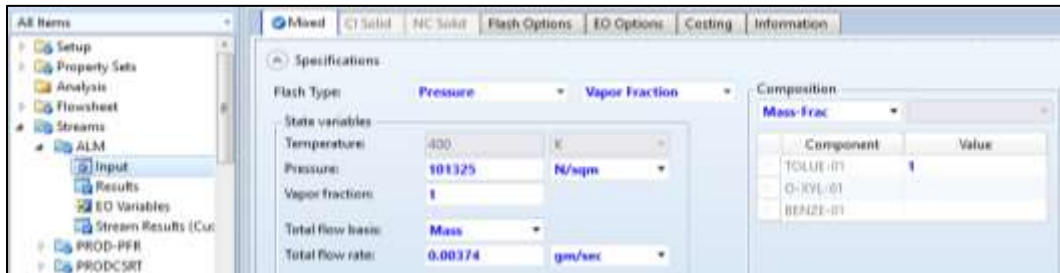 All Items
Setup
Property Sets
Analysis
Flowsheet
Streams
ALM
Input
Results
EO Variables
Stream Results (Cus
PROD-PFR
PRODCSRT
Mixed CI Solid NC Solid Flash Options EO Options Costing Information
Specifications
Flash Type: Pressure Vapor Fraction
State variables
Temperature: 400 K
Pressure: 101325 N/sqm
Vapor fraction: 1
Total flow basis: Mass
Total flow rate: 0.00374 gm/sec
Composition
Mass-Frac
Component Value
TOLUE-01 1
O-XYL-01
BENZE-01